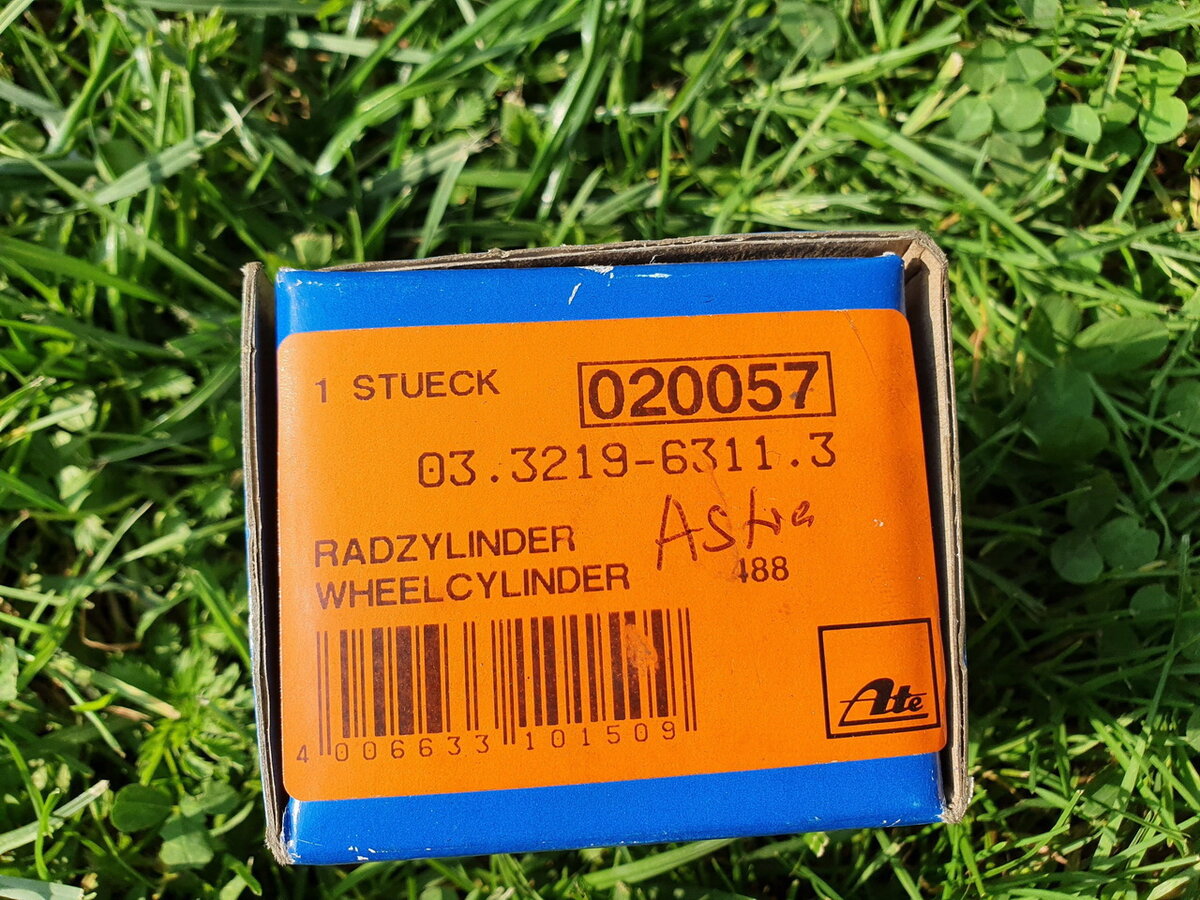 1 STUECK 020057
03.3219-6311.3
RADZYLINDER Astra
WHEELCYLINDER 488
4 006633 101509
Ate